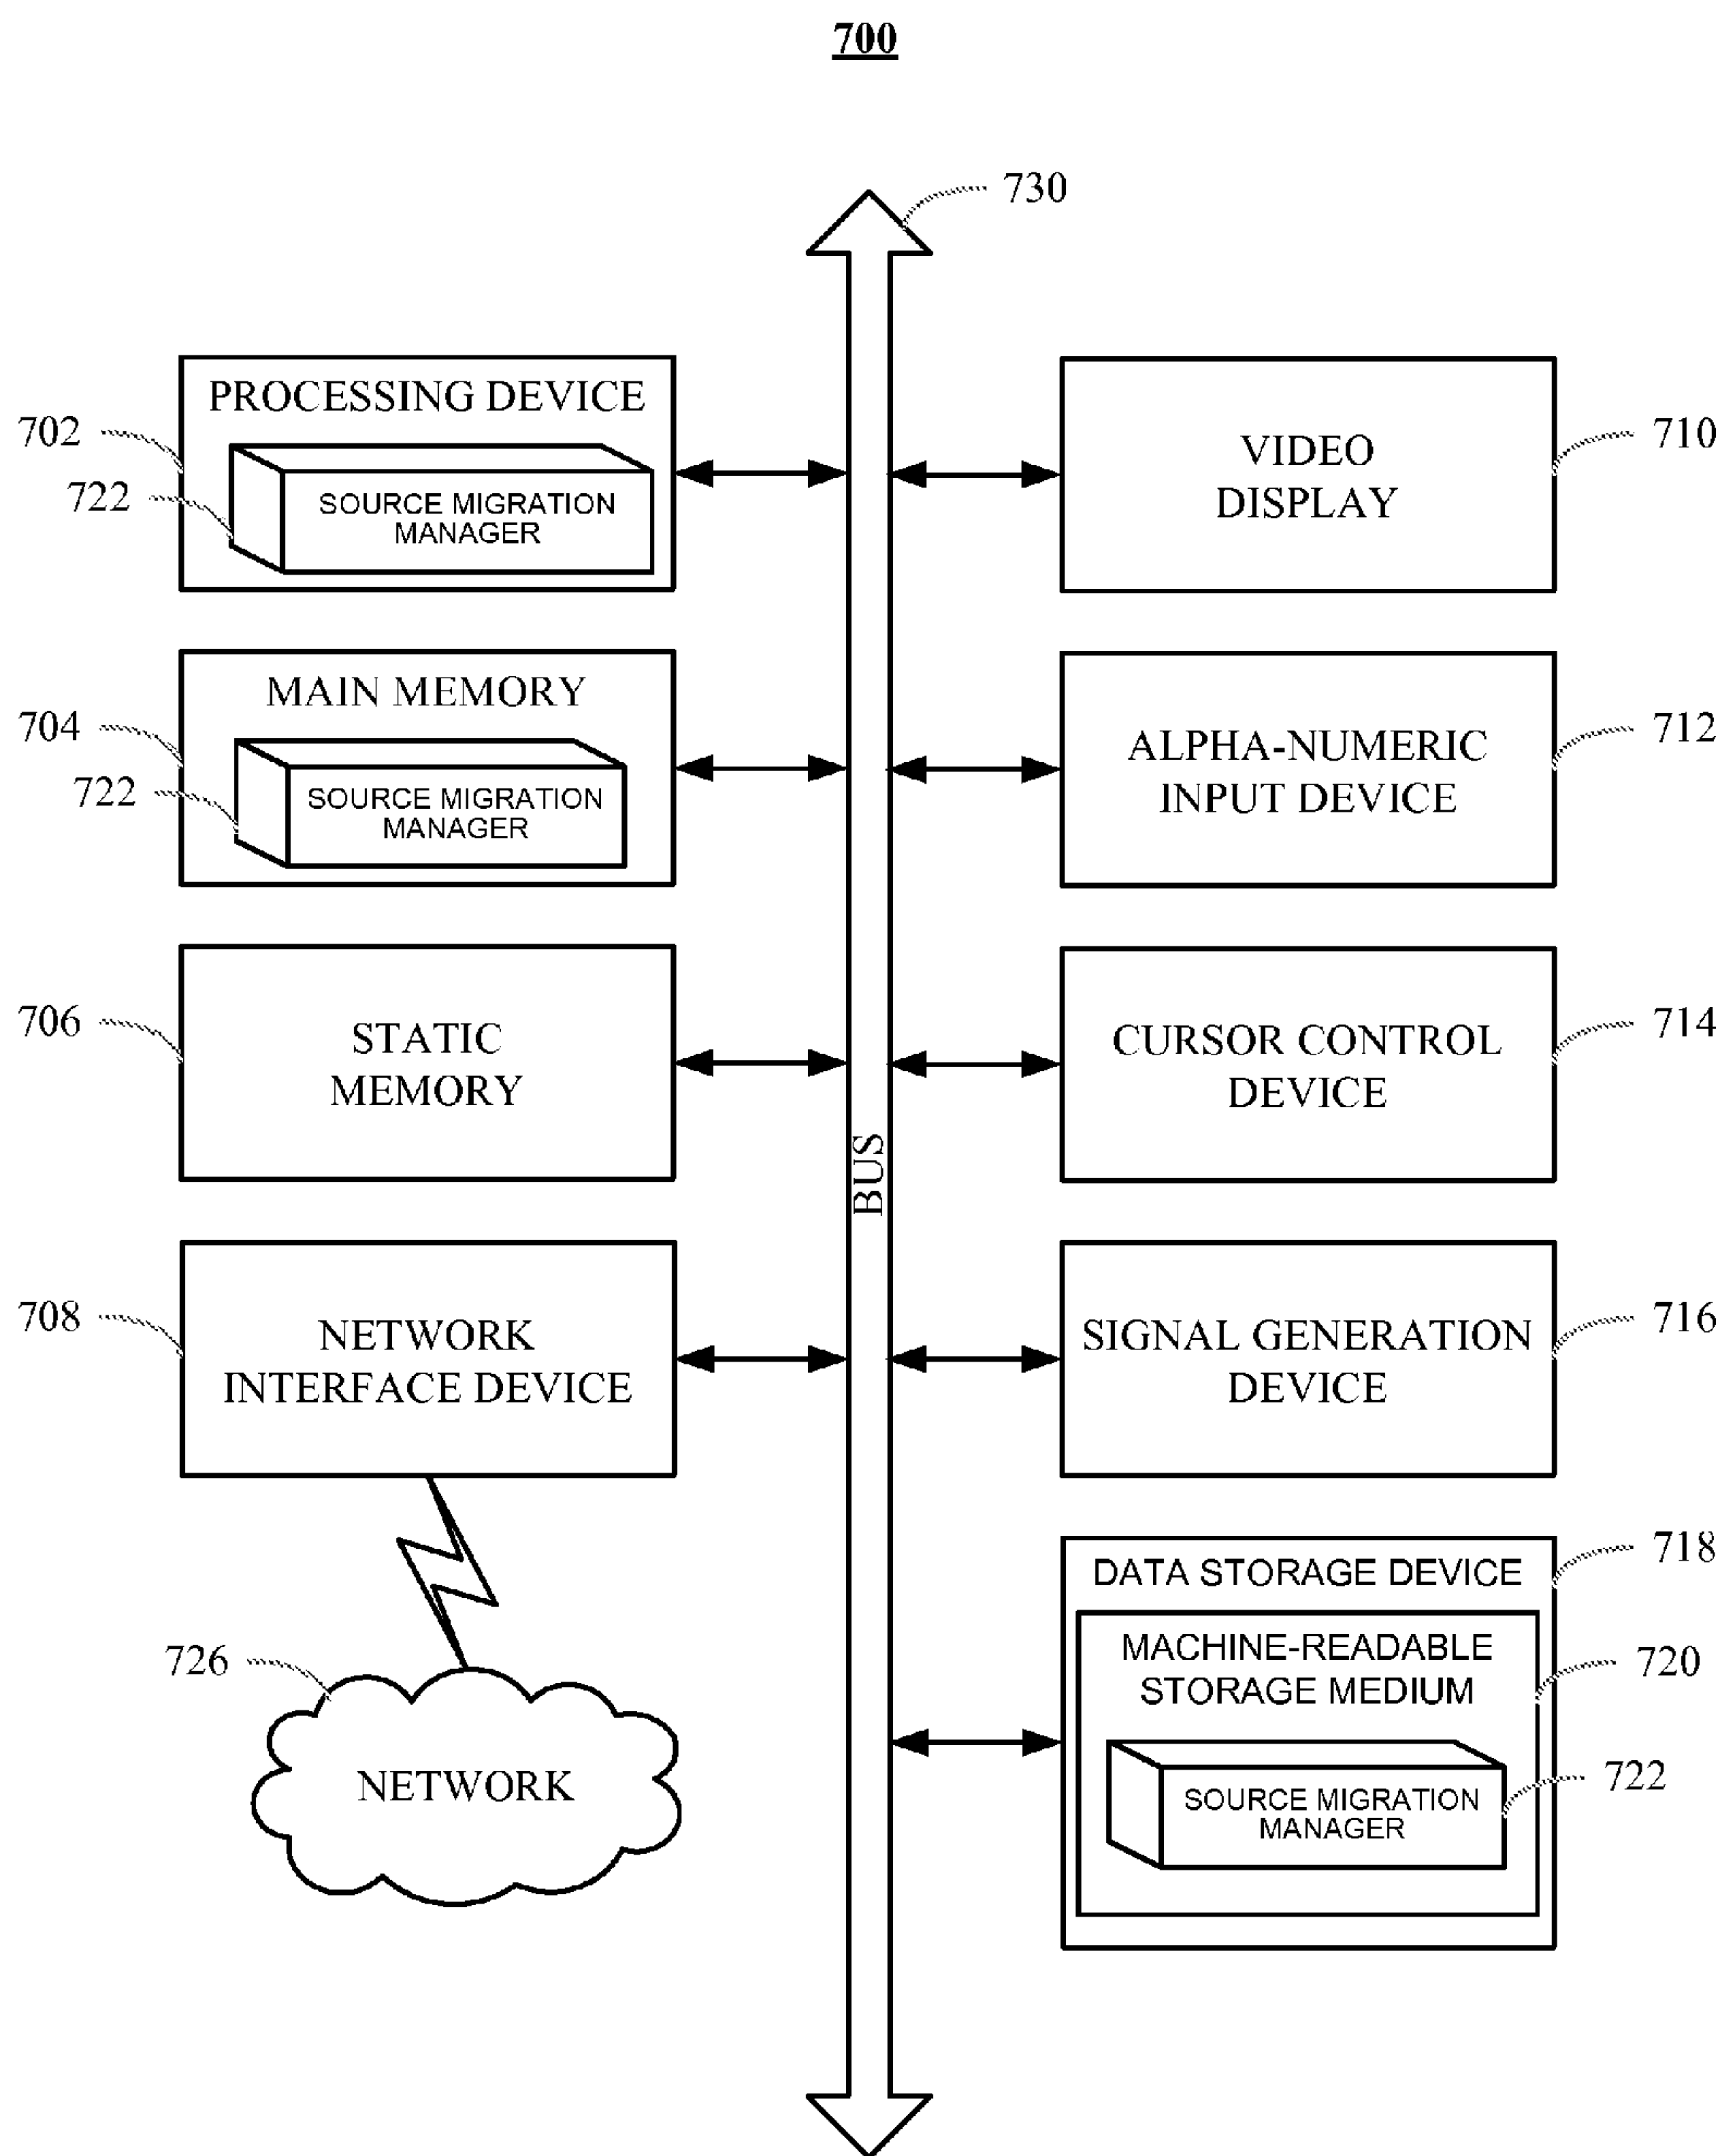 700
730
PROCESSING DEVICE
702
722
SOURCE MIGRATION
MANAGER
VIDEO
DISPLAY
710
MAIN MEMORY
704
722
SOURCE MIGRATION
MANAGER
ALPHA-NUMERIC
INPUT DEVICE
712
706
STATIC
MEMORY
CURSOR CONTROL
DEVICE
714
BUS
708
NETWORK
INTERFACE DEVICE
SIGNAL GENERATION
DEVICE
716
726
NETWORK
DATA STORAGE DEVICE
718
MACHINE-READABLE
STORAGE MEDIUM
720
SOURCE MIGRATION
MANAGER
722